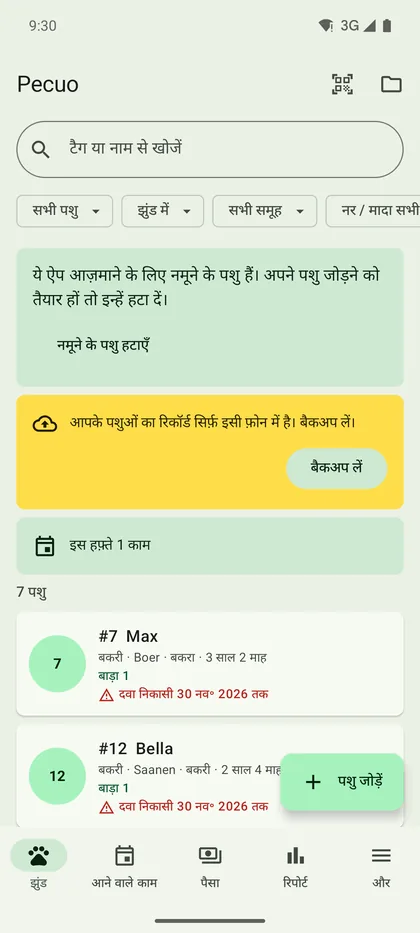 9:30
3G
Pecuo
टैग या नाम से खोजें
सभी पशु
झुंड में
सभी समूह
नर / मादा सभी
ये ऐप आज़माने के लिए नमूने के पशु हैं। अपने पशु जोड़ने को
तैयार हों तो इन्हें हटा दें।
नमूने के पशु हटाएँ
आपके पशुओं का रिकॉर्ड सिर्फ़ इसी फ़ोन में है। बैकअप लें।
बैकअप लें
इस हफ़्ते 1 काम
7 पशु
7
#7 Max
बकरी · Boer · बकरा · 3 साल 2 माह
बाड़ा 1
दवा निकासी 30 नव॰ 2026 तक
12
#12 Bella
बकरी · Saanen · बकरी · 2 साल 4 माह
बाड़ा 1
दवा निकासी 30 नव॰ 2026 तक
पशु जोड़ें
झुंड
आने वाले काम
पैसा
रिपोर्ट
और